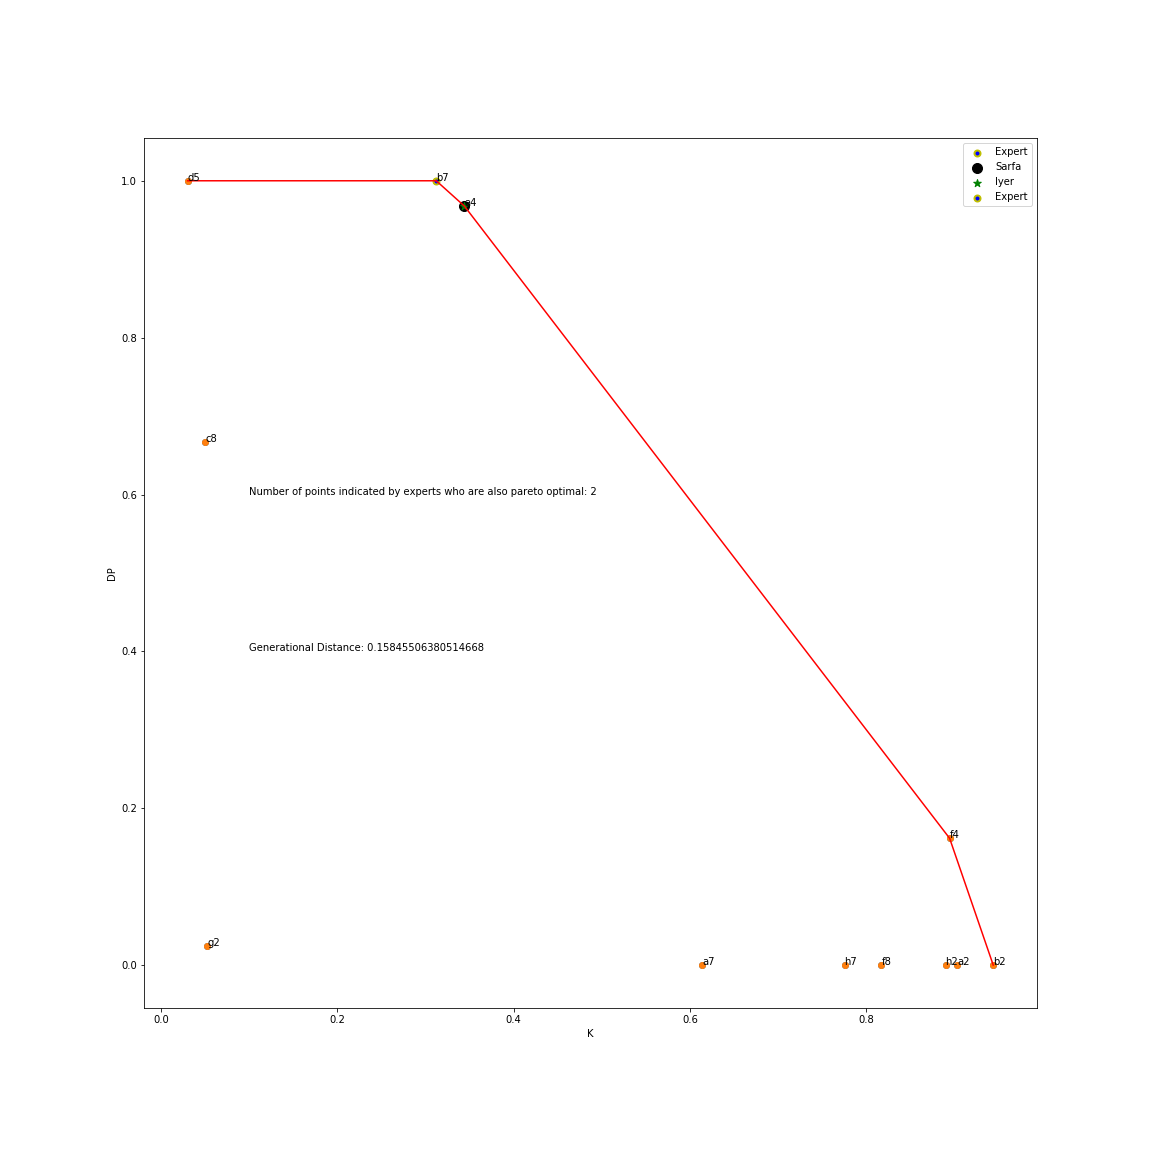 Expert
Sarfa
Iyer
Expert
1.0
d5
b7
0.8
c8
0.6
Number of points indicated by experts who are also pareto optimal: 2
DP
0.4
Generational Distance: 0.15845506380514668
0.2
f4
g2
0.0
a7
h7
f8
h2
a2
b2
0.0
0.2
0.4
0.6
0.8
K